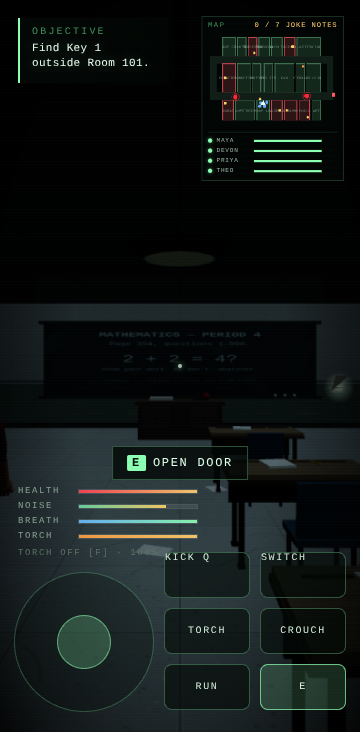 OBJECTIVE
Find Key 1
outside Room 101.
MAP
0 / 7 JOKE NOTES
MAYA
DEVON
PRIYA
THEO
MATHEMATICS — PERIOD 4
2 + 2 = 4?
E OPEN DOOR
HEALTH
NOISE
BREATH
TORCH
TORCH OFF [F] ·
KICK Q
SWITCH
TORCH
CROUCH
RUN
E